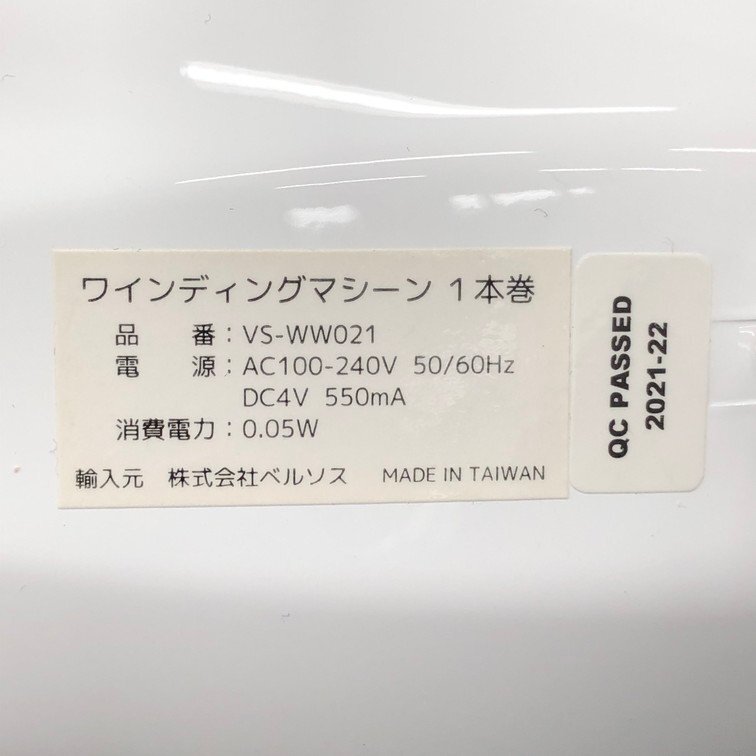 ワインディングマシーン 1本巻
品　　番：VS-WW021
電　　源：AC100-240V 50/60Hz
DC4V 550mA
消費電力：0.05W
輸入元　株式会社ベルソス　MADE IN TAIWAN
QC PASSED
2021-22